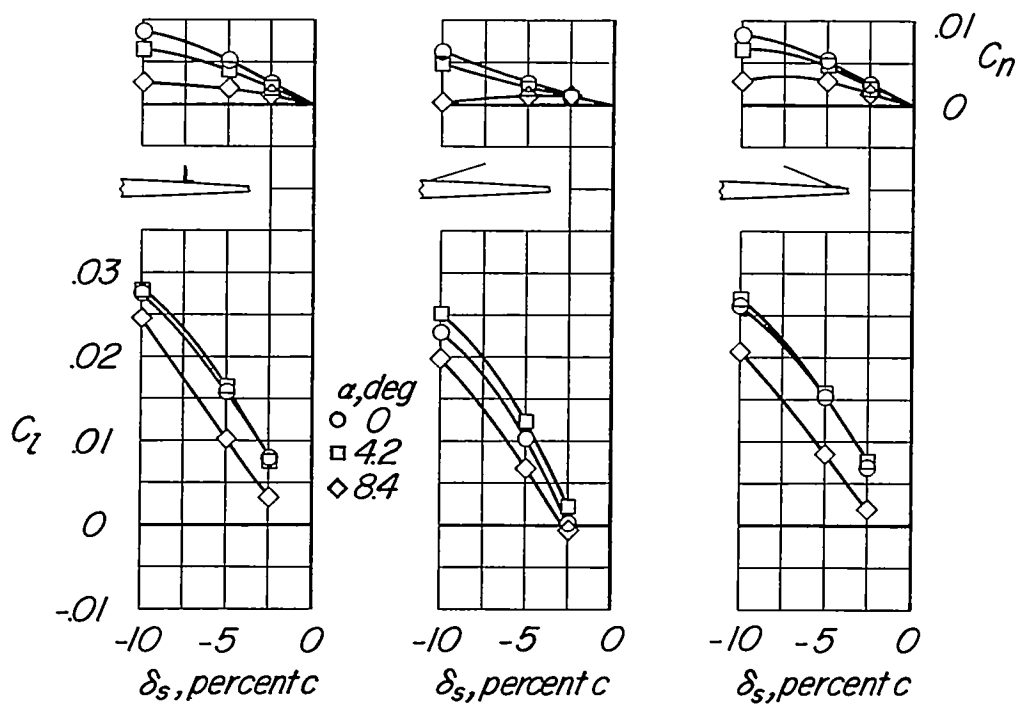 .01
Cn
0
.03
.02
α, deg
0
Cl
.01
4.2
8.4
0
-.01
-10 -5 0
-10 -5 0
-10 -5 0
δs, percent c
δs, percent c
δs, percent c